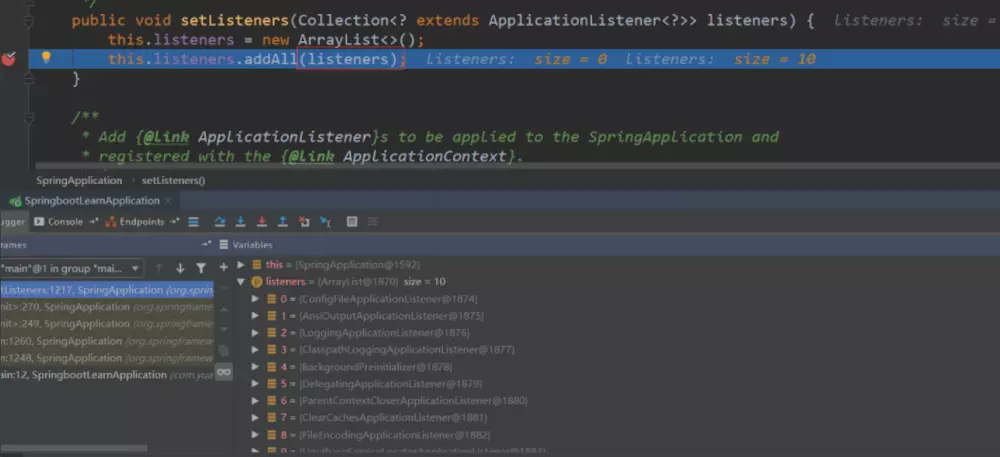 */
public void setListeners(Collection<? extends ApplicationListener<?>> listeners) {  listeners:  size =
this.listeners = new ArrayList<>();
this.listeners.addAll(listeners);  listeners:  size = 0  listeners:  size = 10
}
/**
* Add {@link ApplicationListener}s to be applied to the SpringApplication and
* registered with the {@link ApplicationContext}.
SpringApplication › setListeners()
SpringbootLearnApplication ×
ugger Console Endpoints
rames Variables
"main"@1 in group "mai...
this = {SpringApplication@1592}
etListeners:1217, SpringApplication (org.sprin
listeners = {ArrayList@1870} size = 10
nit>:270, SpringApplication (org.springframew
0 = {ConfigFileApplicationListener@1874}
nit>:249, SpringApplication (org.springframew
1 = {AnsiOutputApplicationListener@1875}
n:1260, SpringApplication (org.springframew
2 = {LoggingApplicationListener@1876}
n:1248, SpringApplication (org.springframew
3 = {ClasspathLoggingApplicationListener@1877}
ain:12, SpringbootLearnApplication (com.yua
4 = {BackgroundPreinitializer@1878}
5 = {DelegatingApplicationListener@1879}
6 = {ParentContextCloserApplicationListener@1880}
7 = {ClearCachesApplicationListener@1881}
8 = {FileEncodingApplicationListener@1882}